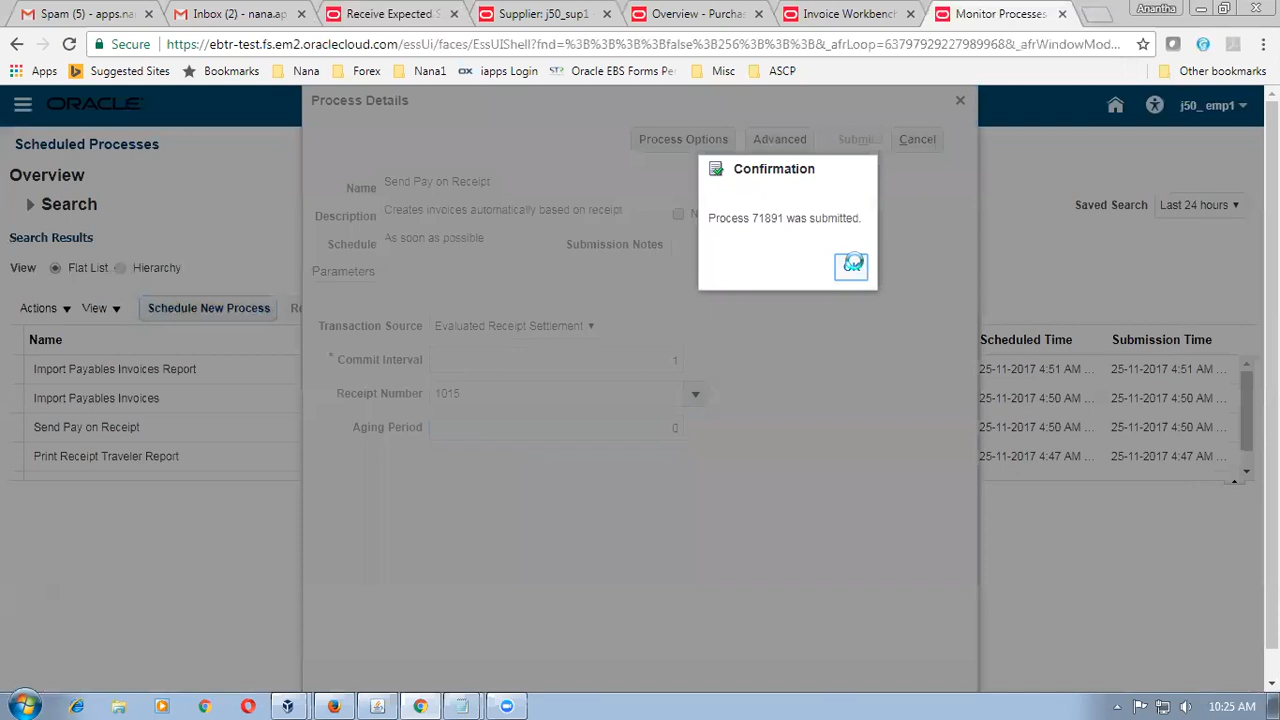 Spam (5) - apps.nan
Inbox (2) - nana.ap
Receive Expected S
Supplier: j50_sup1
Overview - Purcha
Invoice Workbench
Monitor Processes
Anantha
Secure
https://ebtr-test.fs.em2.oraclecloud.com/essUi/faces/EssUIShell?fnd=%3B%3B%3B%3Bfalse%3B256%3B%3B%3B&_afrLoop=63797929227989968&_afrWindowMod...
Apps
Suggested Sites
Bookmarks
Nana
Forex
Nana1
iapps Login
Oracle EBS Forms Per
Misc
ASCP
Other bookmarks
ORACLE
j50_ emp1
Scheduled Processes
Overview
Search
Saved Search Last 24 hours
Search Results
View Flat List Hierarchy
Actions View Schedule New Process Re
Name
Scheduled Time Submission Time
Import Payables Invoices Report
25-11-2017 4:51 AM ... 25-11-2017 4:51 AM ...
Import Payables Invoices
25-11-2017 4:50 AM ... 25-11-2017 4:50 AM ...
Send Pay on Receipt
25-11-2017 4:50 AM ... 25-11-2017 4:50 AM ...
Print Receipt Traveler Report
25-11-2017 4:47 AM ... 25-11-2017 4:47 AM ...
Process Details
Process Options Advanced Submit Cancel
Name Send Pay on Receipt
Description Creates invoices automatically based on receipt
N
Schedule As soon as possible Submission Notes
Parameters
Transaction Source Evaluated Receipt Settlement
* Commit Interval 1
Receipt Number 1015
Aging Period 0
Confirmation
Process 71891 was submitted.
OK
10:25 AM